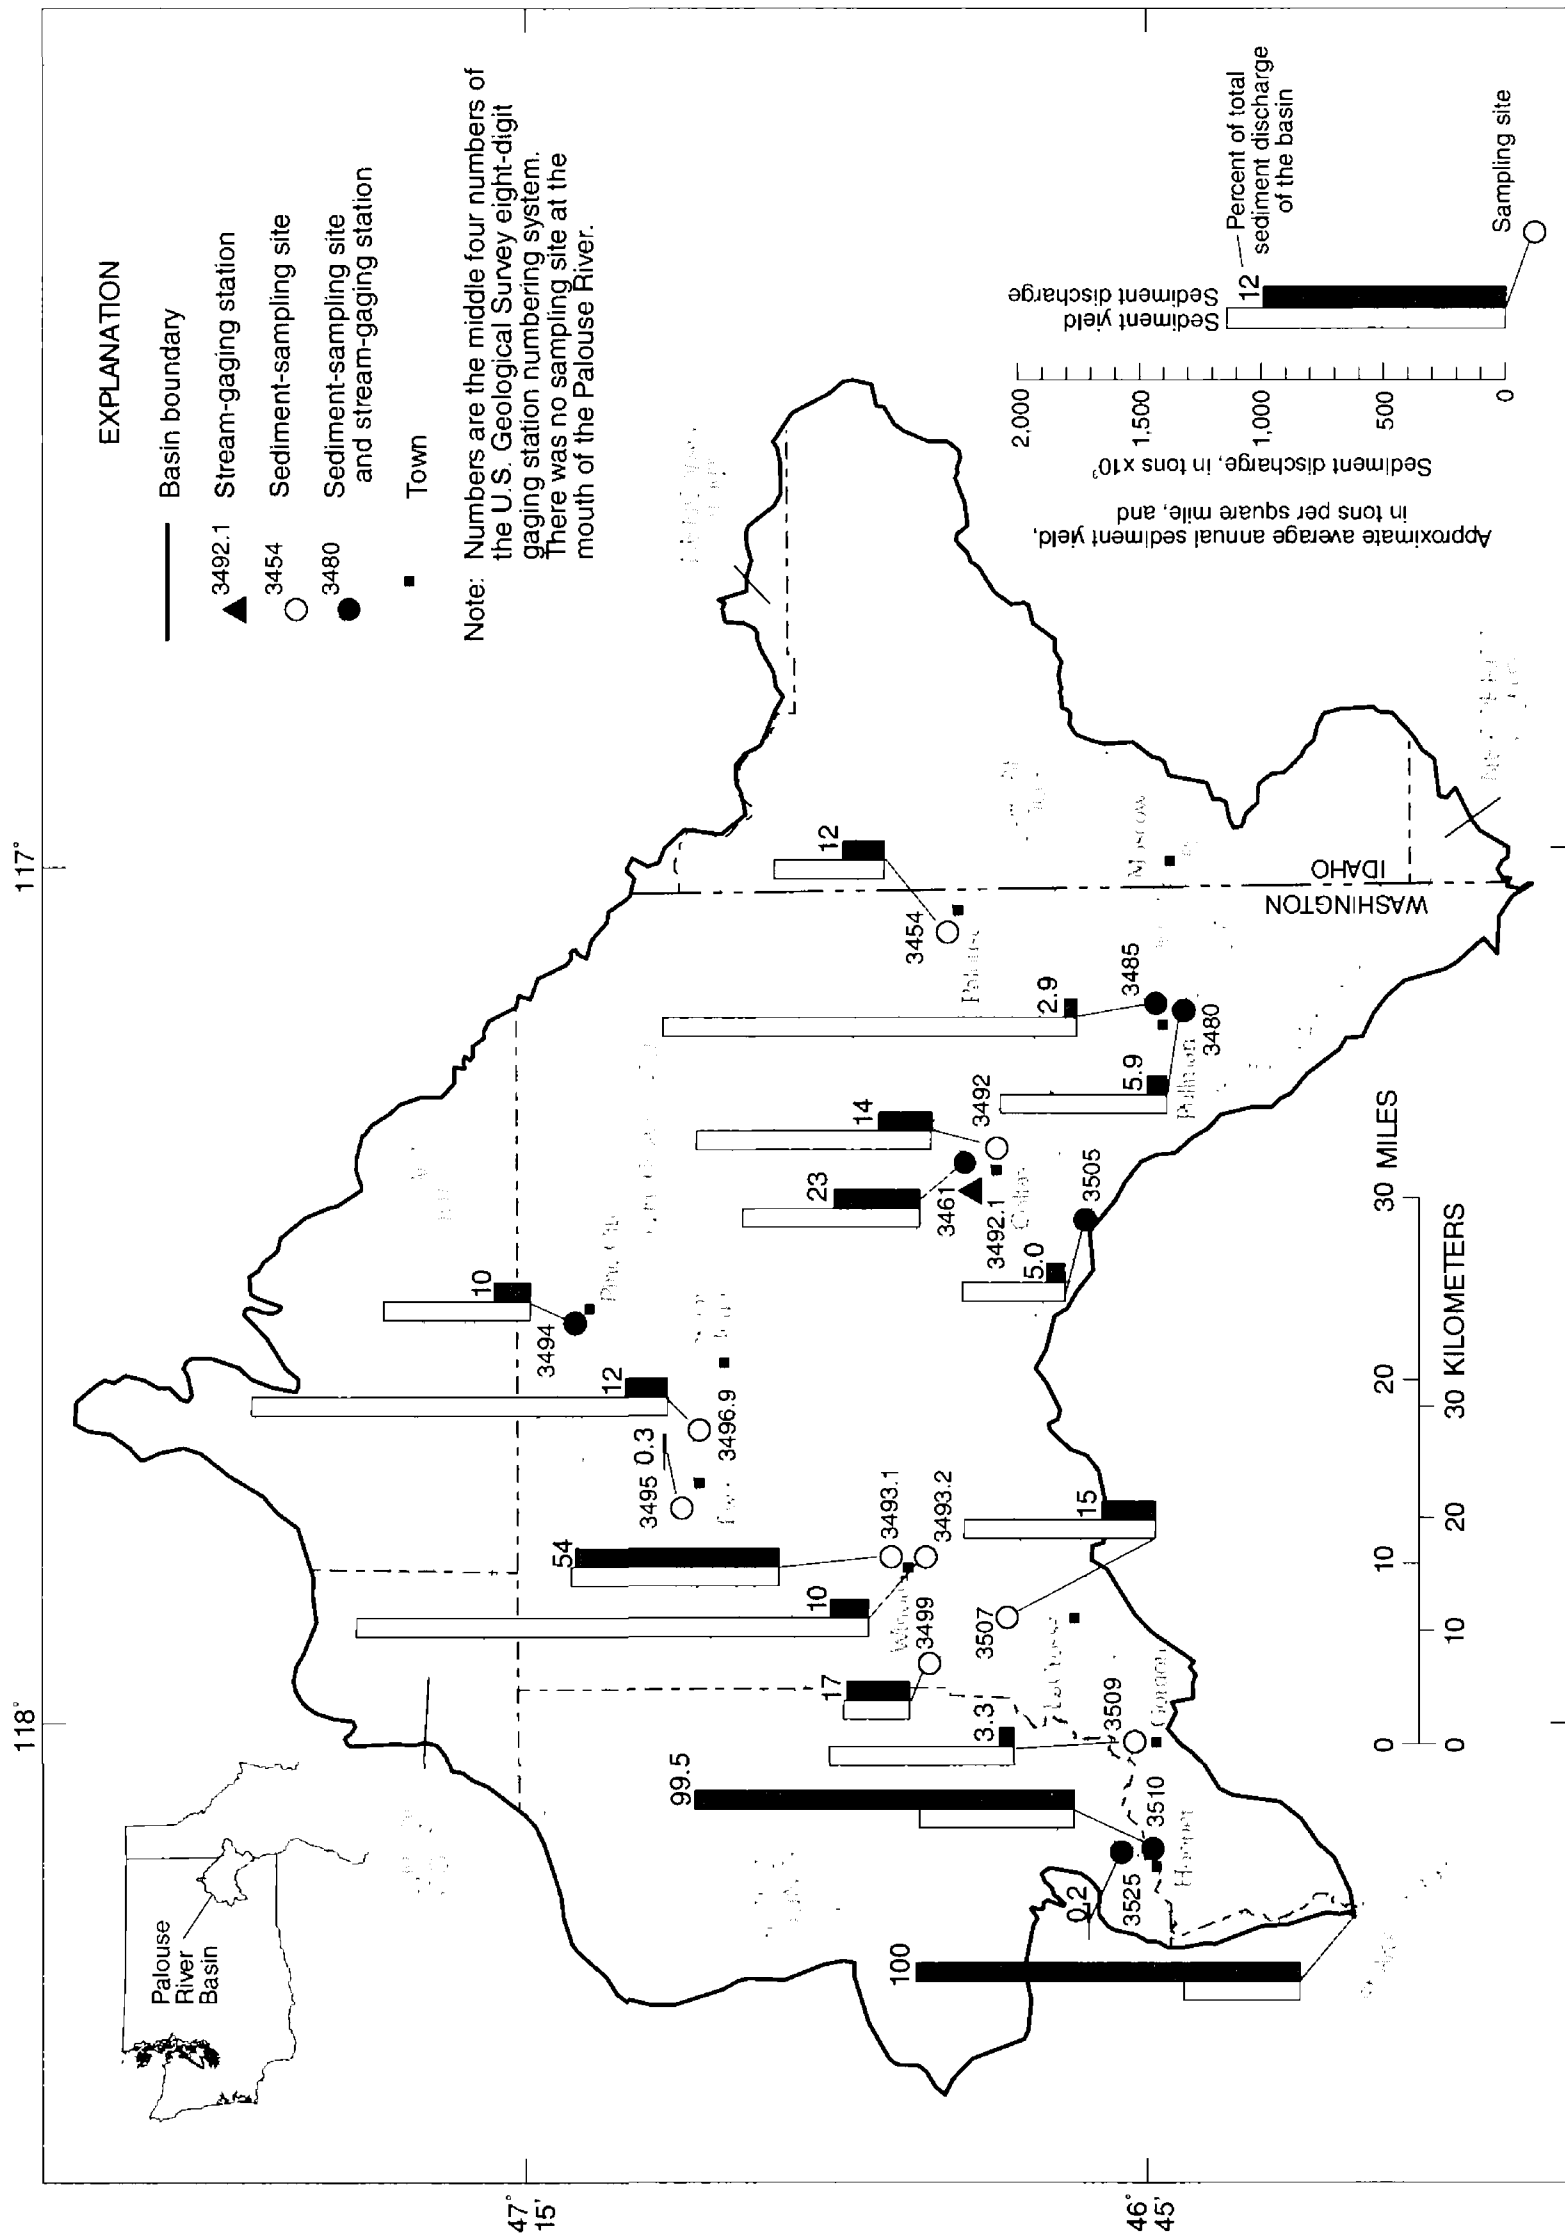 118°
117°
47°
15'
46°
45'
Palouse
River
Basin
EXPLANATION
Basin boundary
3492.1
Stream-gaging station
3454
Sediment-sampling site
3480
Sediment-sampling site
and stream-gaging station
Town
Note: Numbers are the middle four numbers of
the U.S. Geological Survey eight-digit
gaging station numbering system.
There was no sampling site at the
mouth of the Palouse River.
10
3494
12
3496.9
0.3
3495
54
3493.1
10
3493.2
17
3499
3.3
3509
99.5
3510
0.2
3525
100
15
3507
23
3461
14
3492
3492.1
5.0
3505
2.9
3485
5.9
3480
12
3454
Moscow
Pullman
WASHINGTON
IDAHO
0 10 20 30 MILES
0 10 20 30 KILOMETERS
Approximate average annual sediment yield,
in tons per square mile, and
Sediment discharge, in tons x10³
2,000
1,500
1,000
500
0
Sediment yield
Sediment discharge
12
Percent of total
sediment discharge
of the basin
Sampling site